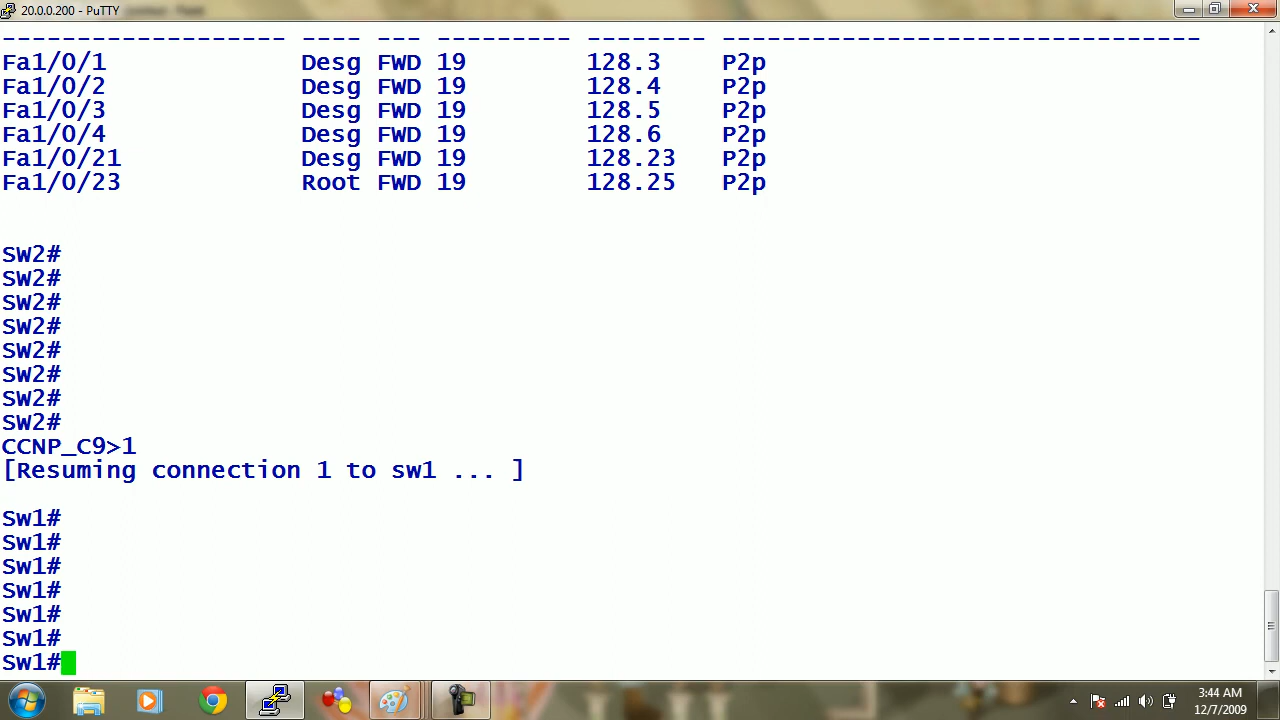 20.0.0.200 - PuTTY
------------------- ---- --- --------- -------- --------------------------------
Fa1/0/1 Desg FWD 19 128.3 P2p
Fa1/0/2 Desg FWD 19 128.4 P2p
Fa1/0/3 Desg FWD 19 128.5 P2p
Fa1/0/4 Desg FWD 19 128.6 P2p
Fa1/0/21 Desg FWD 19 128.23 P2p
Fa1/0/23 Root FWD 19 128.25 P2p
SW2#
SW2#
SW2#
SW2#
SW2#
SW2#
SW2#
SW2#
CCNP_C9>1
[Resuming connection 1 to sw1 ... ]
Sw1#
Sw1#
Sw1#
Sw1#
Sw1#
Sw1#
Sw1#
3:44 AM
12/7/2009